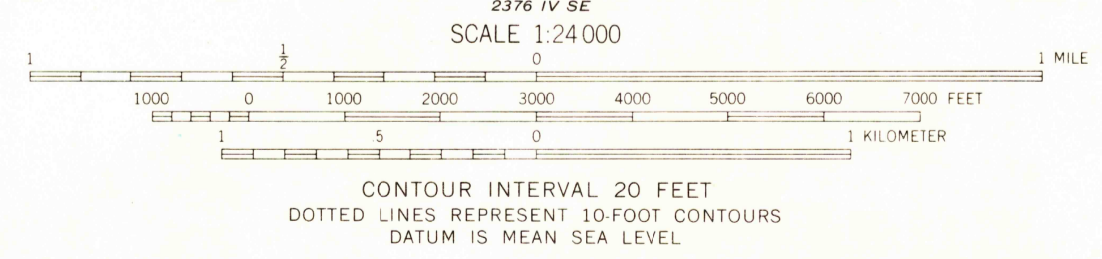 2376 IV SE
SCALE 1:24 000
1 1/2 0 1 MILE
1000 0 1000 2000 3000 4000 5000 6000 7000 FEET
1 .5 0 1 KILOMETER
CONTOUR INTERVAL 20 FEET
DOTTED LINES REPRESENT 10-FOOT CONTOURS
DATUM IS MEAN SEA LEVEL